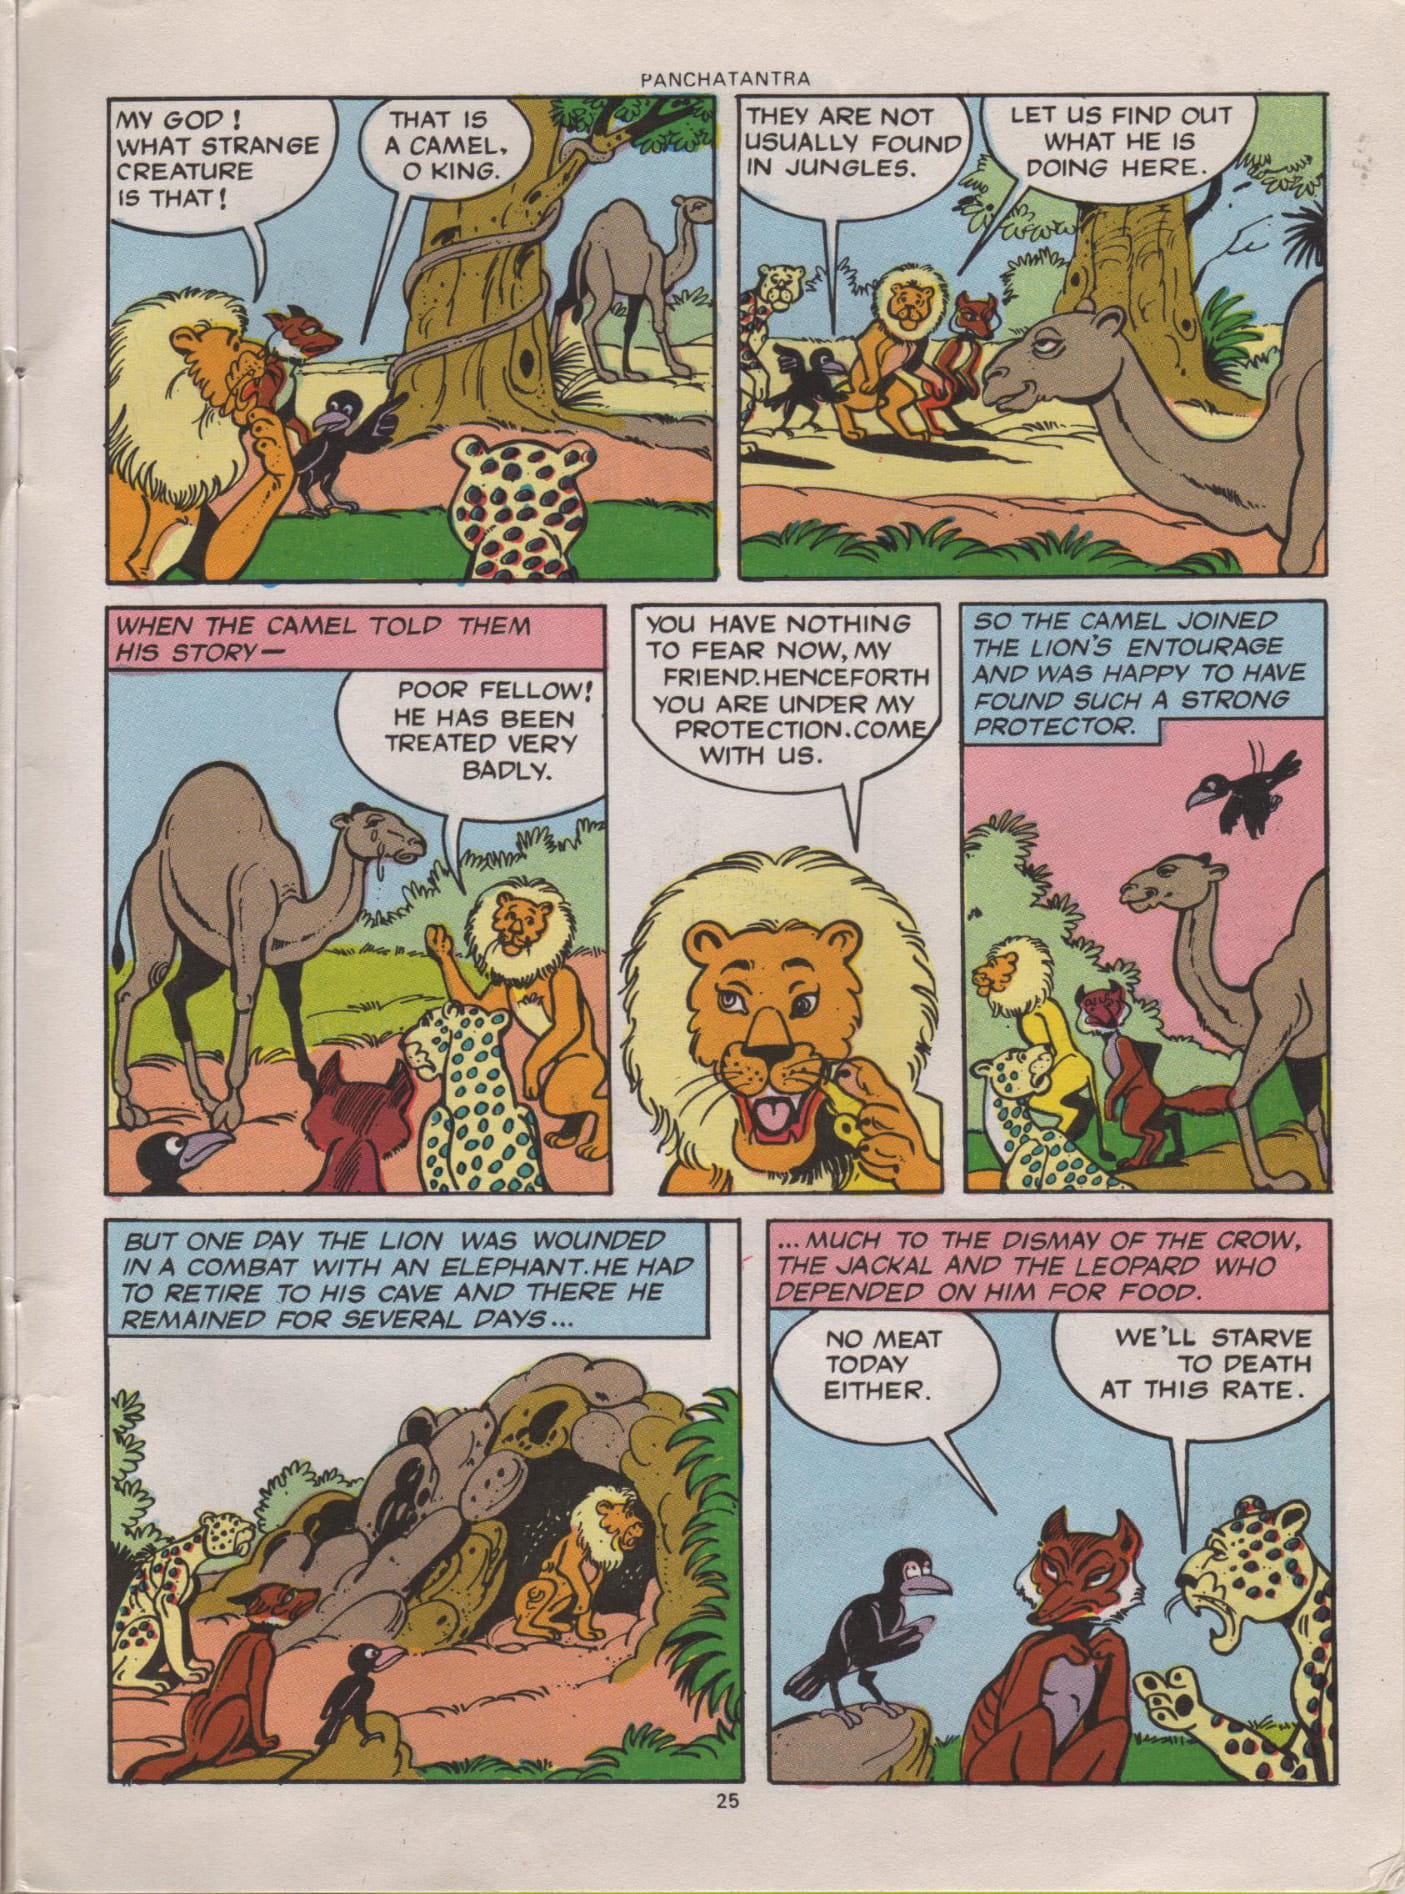 PANCHATANTRA
MY GOD!
WHAT STRANGE
CREATURE
IS THAT!
THAT IS
A CAMEL,
O KING.
THEY ARE NOT
USUALLY FOUND
IN JUNGLES.
LET US FIND OUT
WHAT HE IS
DOING HERE.
WHEN THE CAMEL TOLD THEM
HIS STORY—
POOR FELLOW!
HE HAS BEEN
TREATED VERY
BADLY.
YOU HAVE NOTHING
TO FEAR NOW, MY
FRIEND. HENCEFORTH
YOU ARE UNDER MY
PROTECTION. COME
WITH US.
SO THE CAMEL JOINED
THE LION'S ENTOURAGE
AND WAS HAPPY TO HAVE
FOUND SUCH A STRONG
PROTECTOR.
BUT ONE DAY THE LION WAS WOUNDED
IN A COMBAT WITH AN ELEPHANT. HE HAD
TO RETIRE TO HIS CAVE AND THERE HE
REMAINED FOR SEVERAL DAYS...
...MUCH TO THE DISMAY OF THE CROW,
THE JACKAL AND THE LEOPARD WHO
DEPENDED ON HIM FOR FOOD.
NO MEAT
TODAY
EITHER.
WE'LL STARVE
TO DEATH
AT THIS RATE.
25